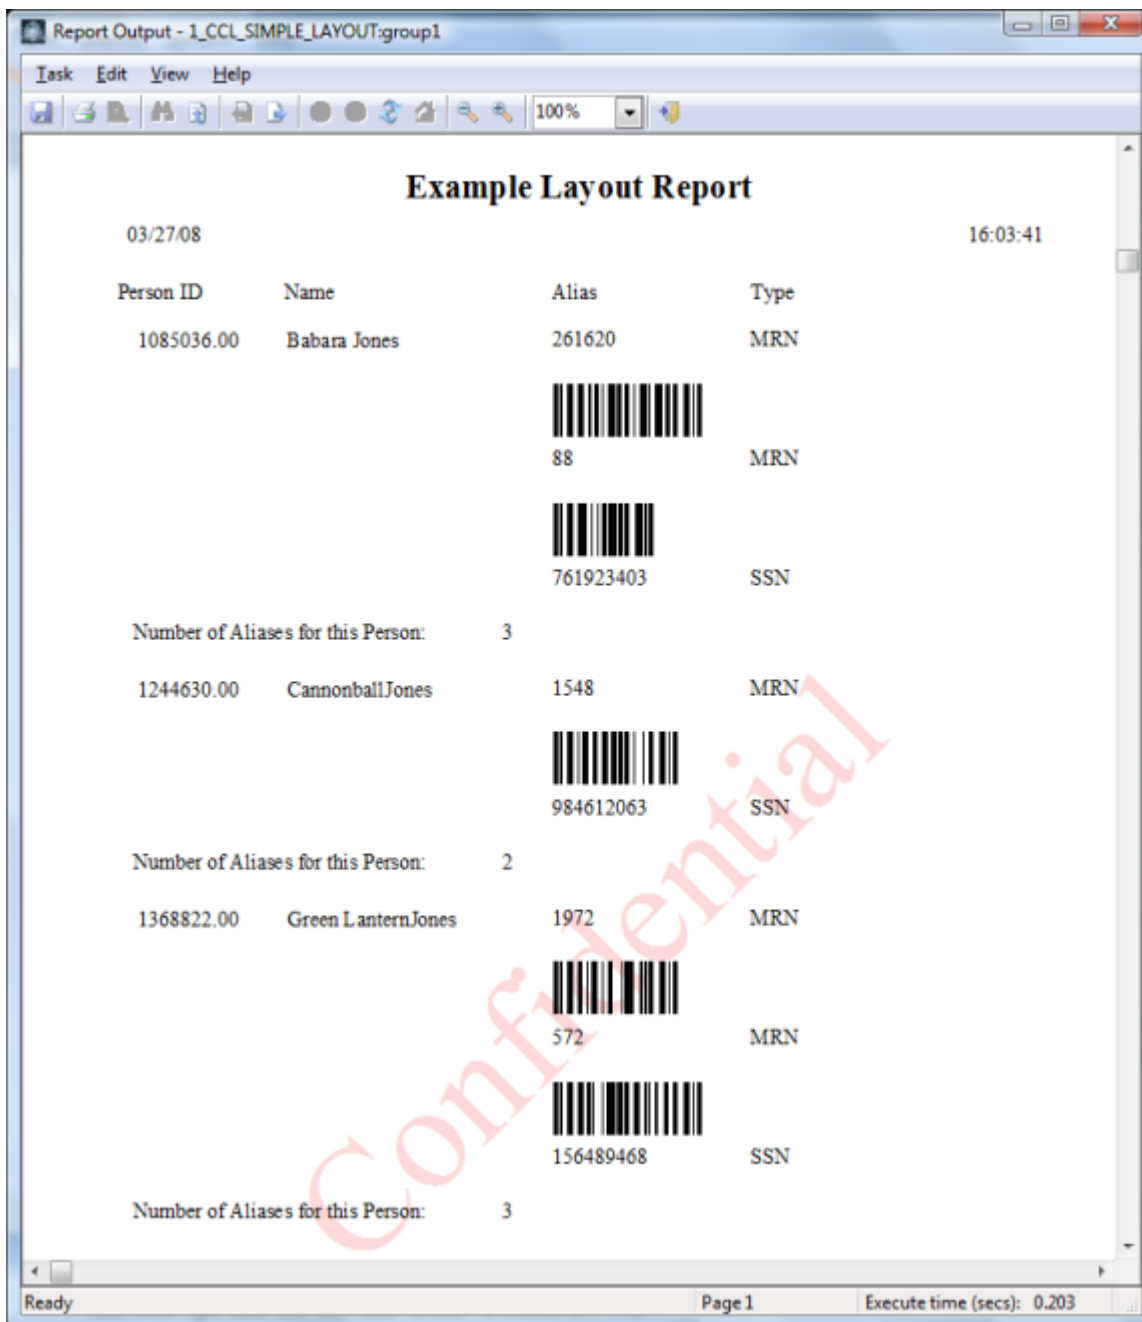 Report Output - 1_CCL_SIMPLE_LAYOUT:group1
Task Edit View Help
100%
Example Layout Report
03/27/08 16:03:41
Person ID Name Alias Type
1085036.00 Babara Jones 261620 MRN
88 MRN
761923403 SSN
Number of Aliases for this Person: 3
1244630.00 CannonballJones 1548 MRN
984612063 SSN
Number of Aliases for this Person: 2
1368822.00 Green LanternJones 1972 MRN
572 MRN
156489468 SSN
Number of Aliases for this Person: 3
Confidential
Ready Page 1 Execute time (secs): 0.203